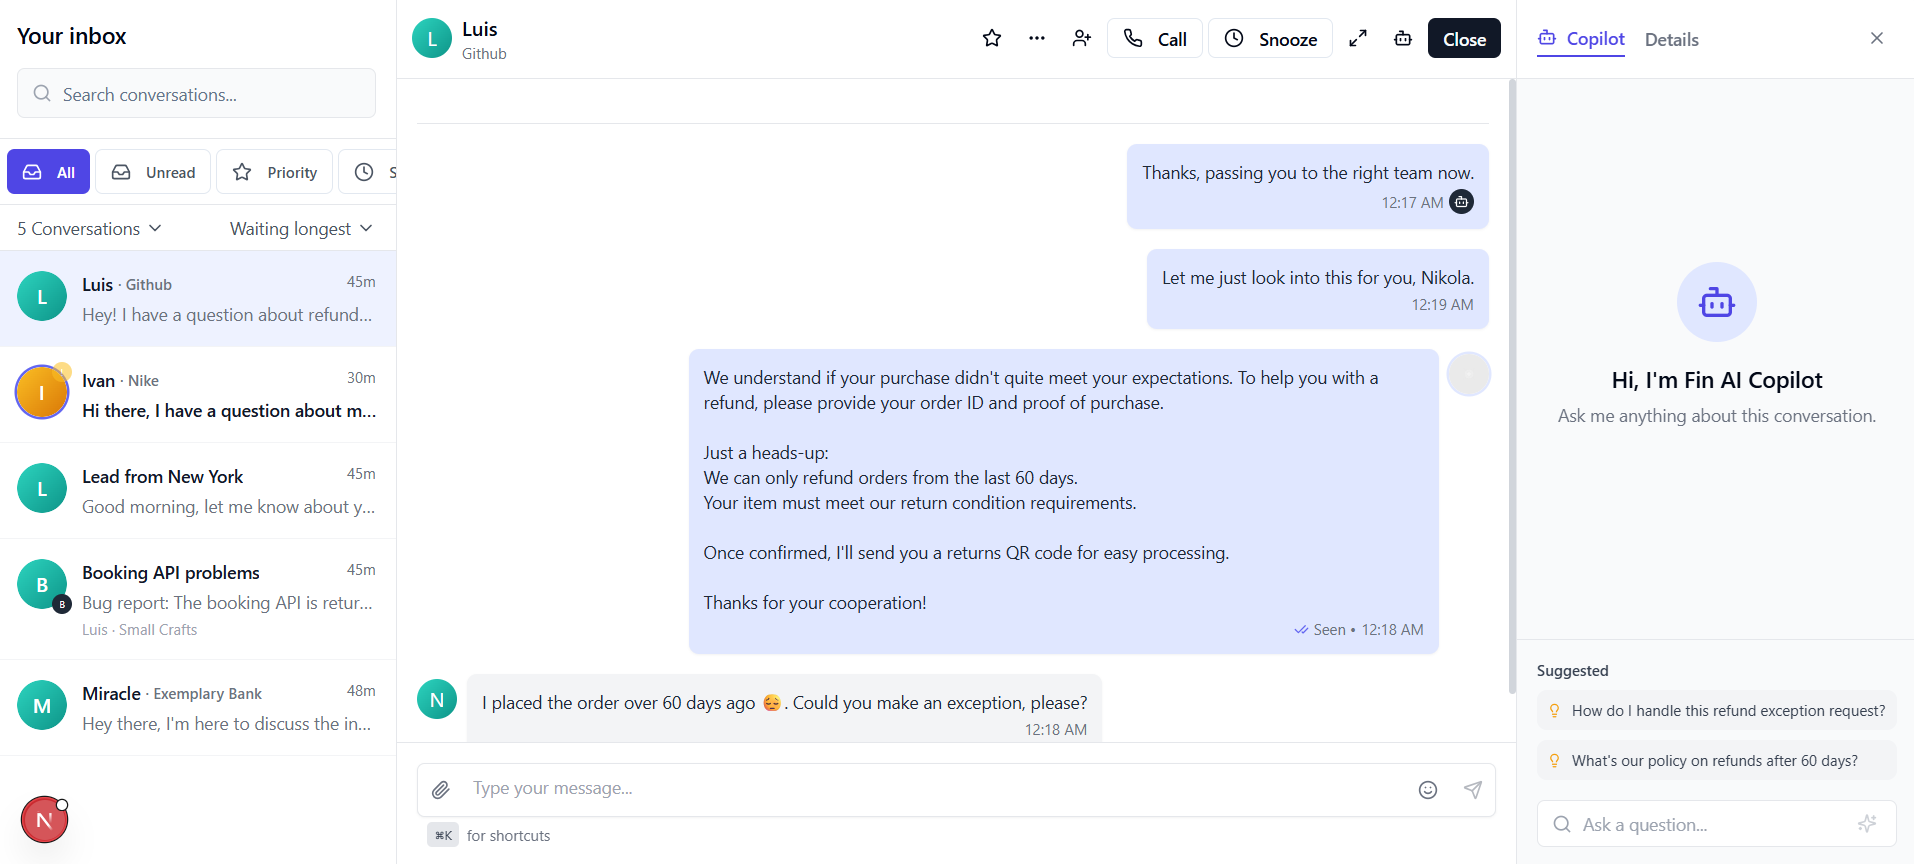 Your inbox
Search conversations...
All
Unread
Priority
5 Conversations
Waiting longest
L
Luis · Github
45m
Hey! I have a question about refund...
I
Ivan · Nike
30m
Hi there, I have a question about m...
L
Lead from New York
45m
Good morning, let me know about y...
B
B
Booking API problems
45m
Bug report: The booking API is retur...
Luis · Small Crafts
M
Miracle · Exemplary Bank
48m
Hey there, I'm here to discuss the in...
N
L
Luis
Github
Call
Snooze
Close
Thanks, passing you to the right team now.
12:17 AM
Let me just look into this for you, Nikola.
12:19 AM
We understand if your purchase didn't quite meet your expectations. To help you with a
refund, please provide your order ID and proof of purchase.
Just a heads-up:
We can only refund orders from the last 60 days.
Your item must meet our return condition requirements.
Once confirmed, I'll send you a returns QR code for easy processing.
Thanks for your cooperation!
Seen • 12:18 AM
N
I placed the order over 60 days ago 😩. Could you make an exception, please?
12:18 AM
Type your message...
⌘K for shortcuts
Copilot
Details
Hi, I'm Fin AI Copilot
Ask me anything about this conversation.
Suggested
How do I handle this refund exception request?
What's our policy on refunds after 60 days?
Ask a question...